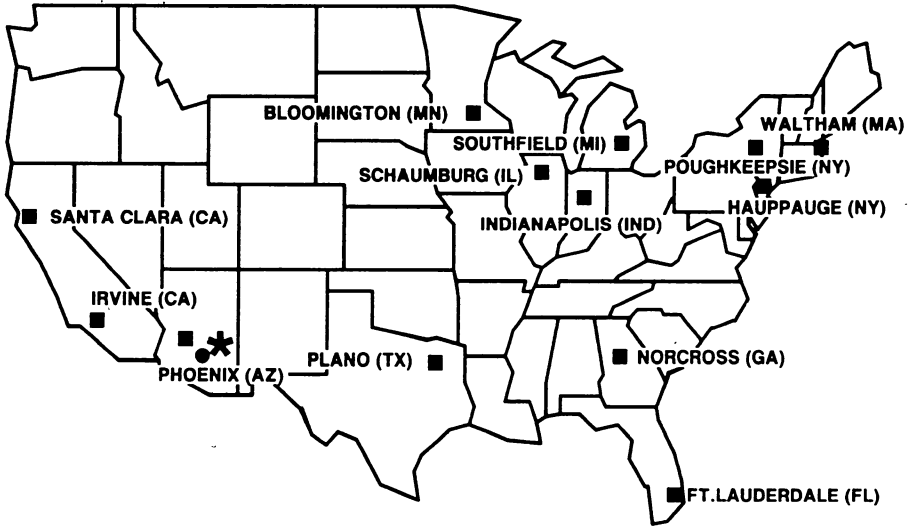 BLOOMINGTON (MN)
WALTHAM (MA)
SOUTHFIELD (MI)
POUGHKEEPSIE (NY)
SCHAUMBURG (IL)
HAUPPAUGE (NY)
SANTA CLARA (CA)
INDIANAPOLIS (IND)
IRVINE (CA)
PLANO (TX)
NORCROSS (GA)
PHOENIX (AZ)
FT.LAUDERDALE (FL)